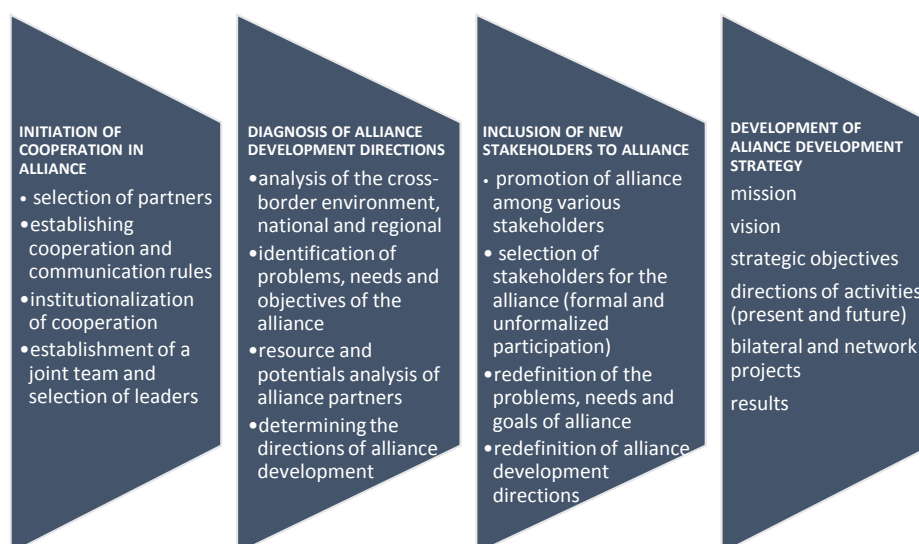 INITIATION OF
COOPERATION IN
ALLIANCE
• selection of partners
•establishing
cooperation and
communication rules
•institutionalization
of cooperation
•establishment of a
joint team and
selection of leaders
DIAGNOSIS OF ALLIANCE
DEVELOPMENT DIRECTIONS
•analysis of the cross-
border environment,
national and regional
•identification of
problems, needs and
objectives of the
alliance
•resource and
potentials analysis of
alliance partners
•determining the
directions of alliance
development
INCLUSION OF NEW
STAKEHOLDERS TO ALLIANCE
• promotion of alliance
among various
stakeholders
• selection of
stakeholders for the
alliance (formal and
unformalized
participation)
•redefinition of the
problems, needs and
goals of alliance
•redefinition of alliance
development
directions
DEVELOPMENT OF
ALIANCE DEVELOPMENT
STRATEGY
mission
vision
strategic objectives
directions of activities
(present and future)
bilateral and network
projects
results